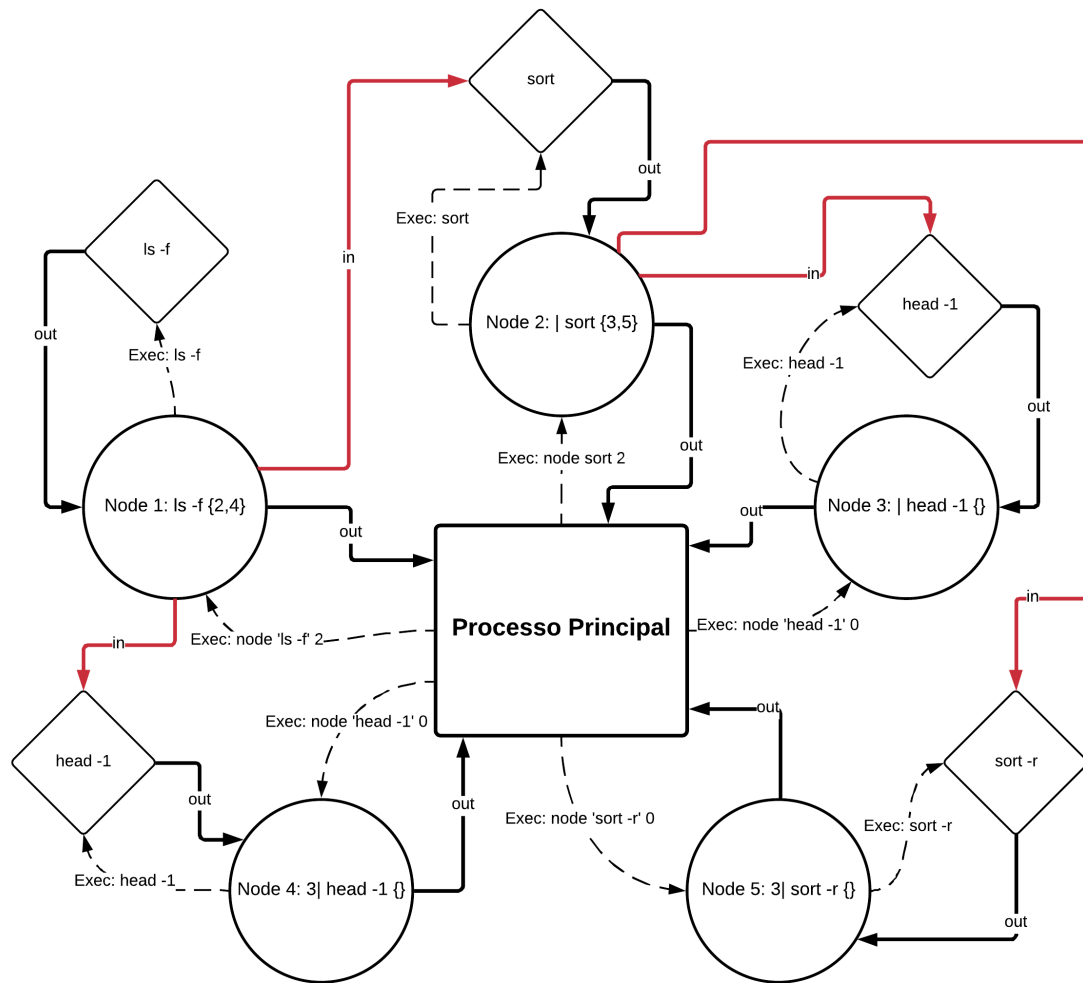 sort
out
Exec: sort
in
ls -f
out
Exec: ls -f
Node 2: | sort {3,5}
in
head -1
Exec: head -1
out
out
Exec: node sort 2
Node 1: ls -f {2,4}
out
Node 3: | head -1 {}
out
Processo Principal
Exec: node 'ls -f' 2
Exec: node 'head -1' 0
in
in
Exec: node 'head -1' 0
out
head -1
sort -r
out
out
Exec: node 'sort -r' 0
Exec: sort -r
Exec: head -1
Node 4: 3| head -1 {}
Node 5: 3| sort -r {}
out